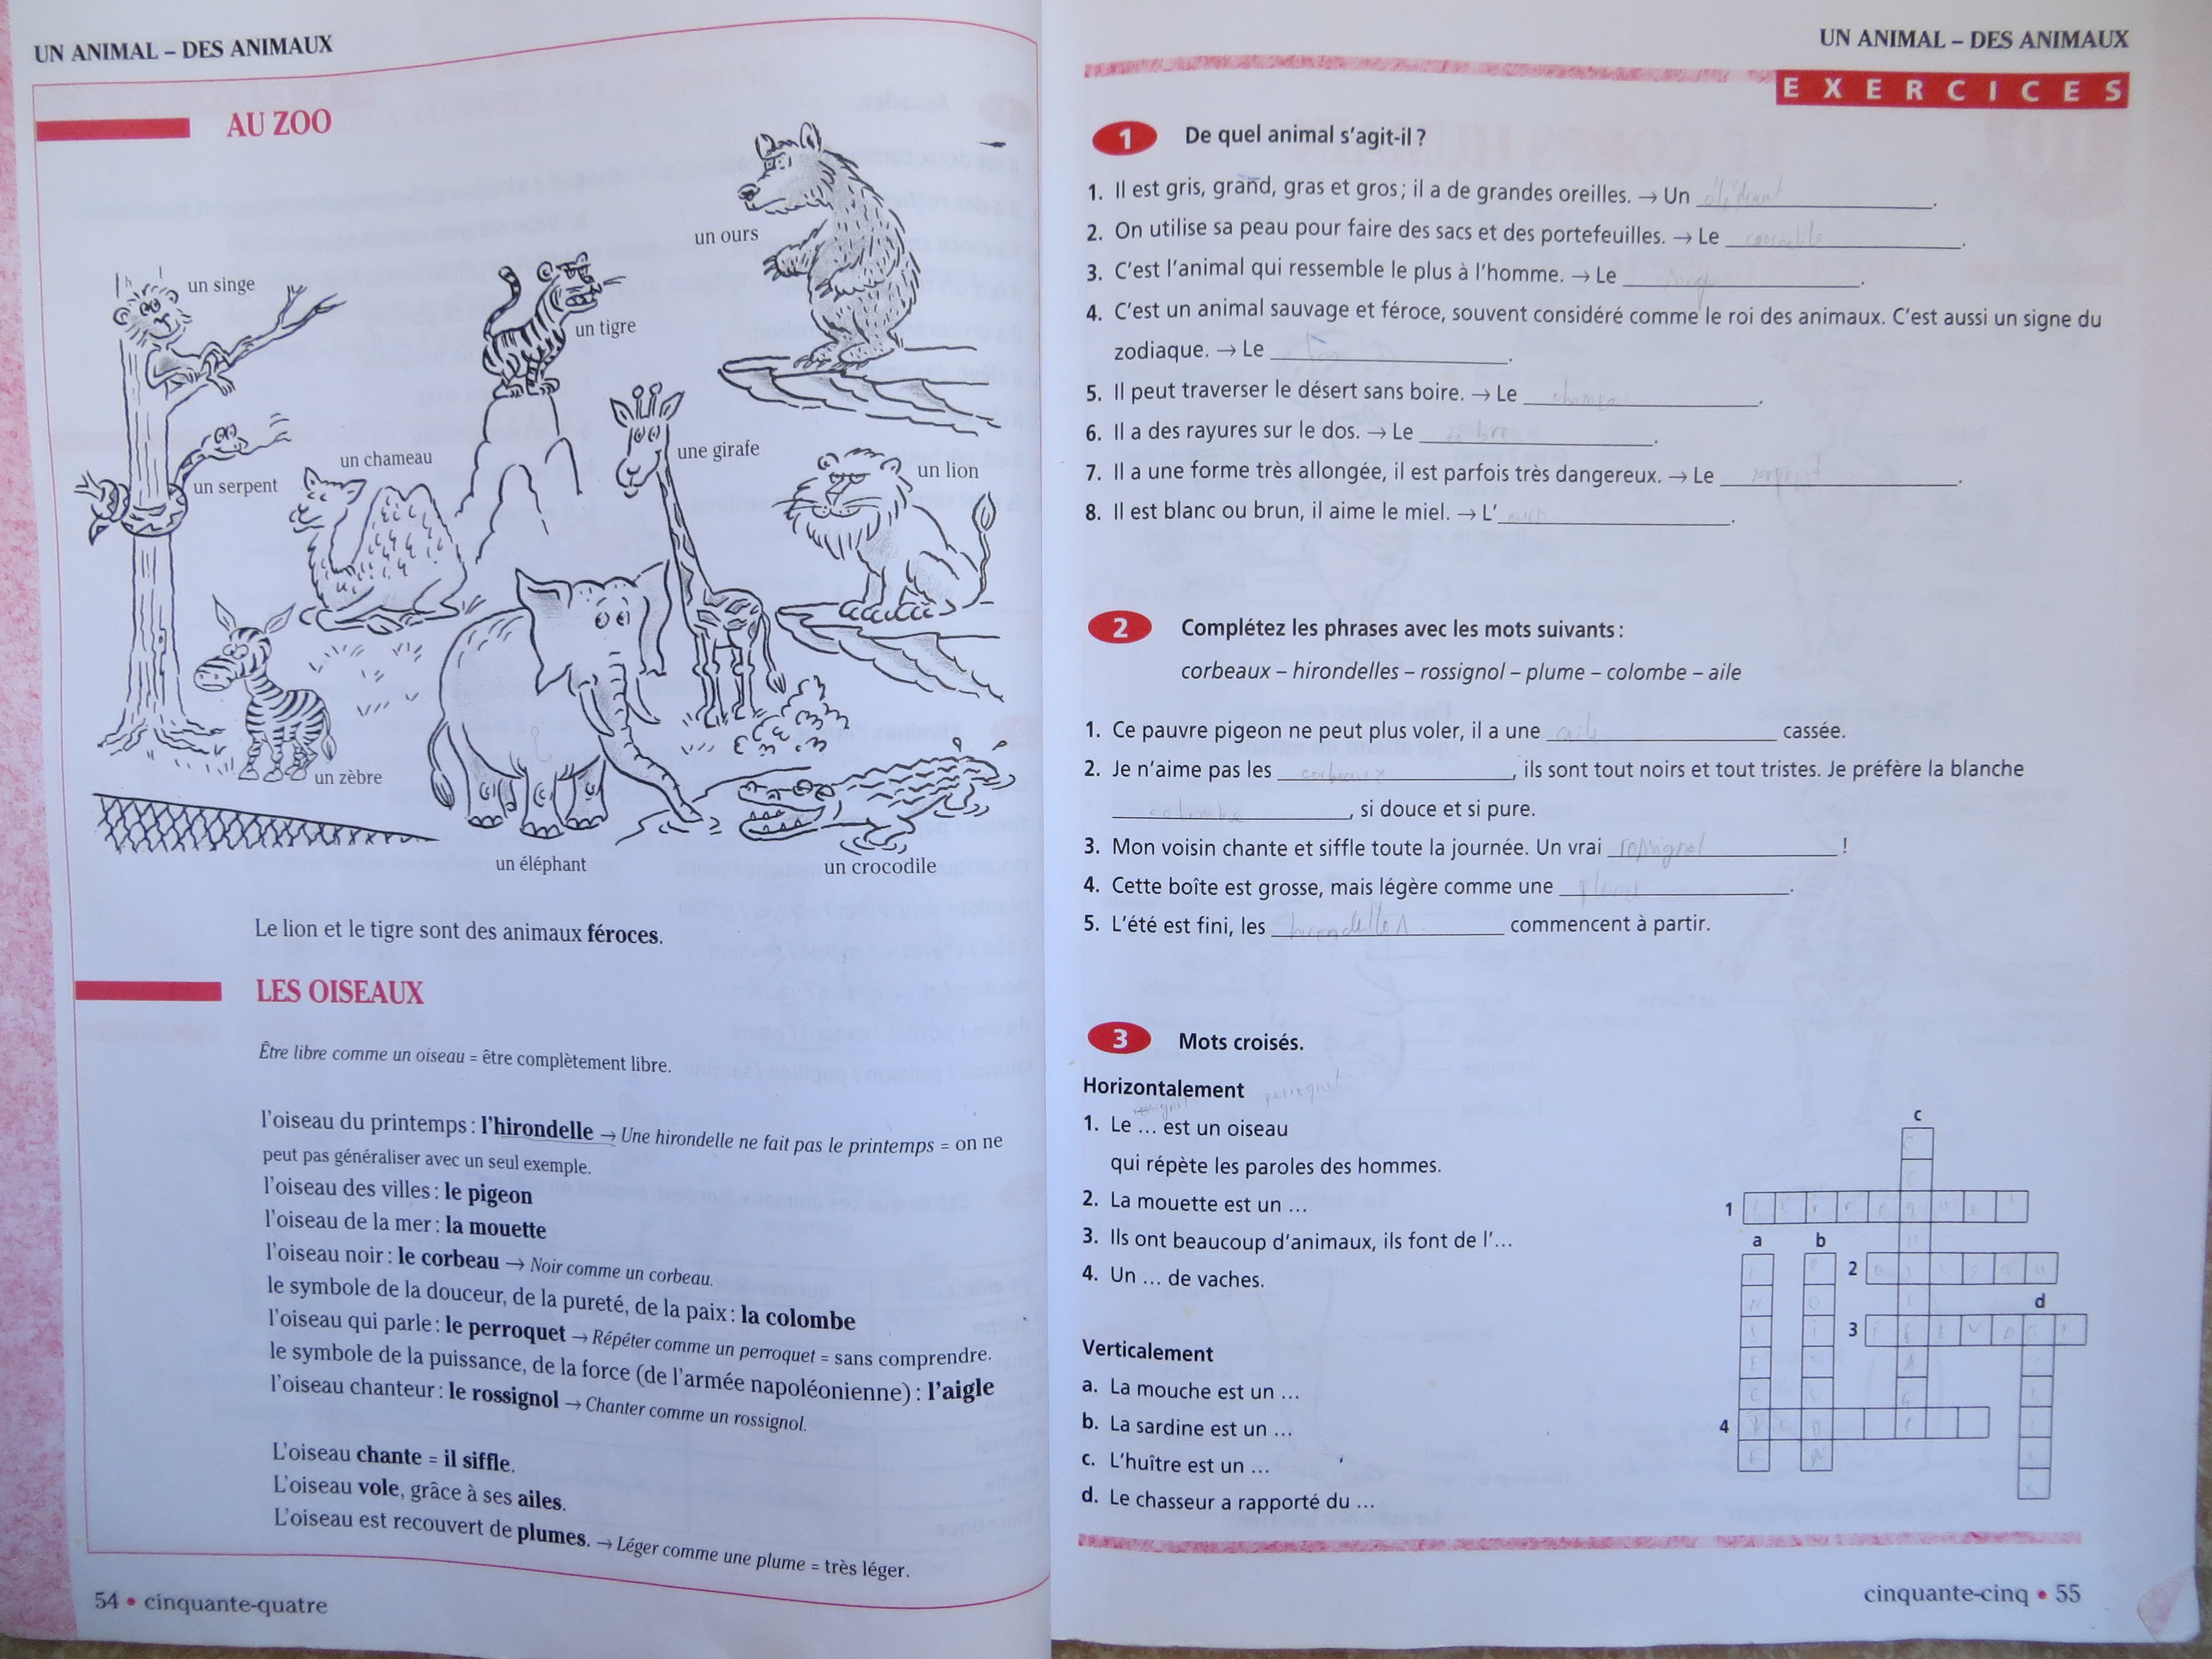 UN ANIMAL – DES ANIMAUX
AU ZOO
un ours
un singe
un tigre
une girafe
un chameau
un lion
un serpent
un zèbre
un éléphant
un crocodile
Le lion et le tigre sont des animaux féroces.
LES OISEAUX
Être libre comme un oiseau = être complètement libre.
l'oiseau du printemps : l'hirondelle → Une hirondelle ne fait pas le printemps = on ne
peut pas généraliser avec un seul exemple.
l'oiseau des villes : le pigeon
l'oiseau de la mer : la mouette
l'oiseau noir : le corbeau → Noir comme un corbeau.
le symbole de la douceur, de la pureté, de la paix : la colombe
l'oiseau qui parle : le perroquet → Répéter comme un perroquet = sans comprendre.
le symbole de la puissance, de la force (de l'armée napoléonienne) : l'aigle
l'oiseau chanteur : le rossignol → Chanter comme un rossignol.
L'oiseau chante = il siffle.
L'oiseau vole, grâce à ses ailes.
L'oiseau est recouvert de plumes. → Léger comme une plume = très léger.
54 • cinquante-quatre
UN ANIMAL – DES ANIMAUX
EXERCICES
1 De quel animal s'agit-il ?
1. Il est gris, grand, gras et gros ; il a de grandes oreilles. → Un
2. On utilise sa peau pour faire des sacs et des portefeuilles. → Le
3. C'est l'animal qui ressemble le plus à l'homme. → Le
4. C'est un animal sauvage et féroce, souvent considéré comme le roi des animaux. C'est aussi un signe du
zodiaque. → Le
5. Il peut traverser le désert sans boire. → Le chameau
6. Il a des rayures sur le dos. → Le
7. Il a une forme très allongée, il est parfois très dangereux. → Le serpent
8. Il est blanc ou brun, il aime le miel. → L'
2 Complétez les phrases avec les mots suivants :
corbeaux – hirondelles – rossignol – plume – colombe – aile
1. Ce pauvre pigeon ne peut plus voler, il a une aile cassée.
2. Je n'aime pas les corbeaux, ils sont tout noirs et tout tristes. Je préfère la blanche
colombe, si douce et si pure.
3. Mon voisin chante et siffle toute la journée. Un vrai rossignol !
4. Cette boîte est grosse, mais légère comme une plume.
5. L'été est fini, les hirondelles commencent à partir.
3 Mots croisés.
Horizontalement
perroquet
1. Le ... est un oiseau
qui répète les paroles des hommes.
2. La mouette est un ...
3. Ils ont beaucoup d'animaux, ils font de l'...
4. Un ... de vaches.
Verticalement
a. La mouche est un ...
b. La sardine est un ...
c. L'huître est un ...
d. Le chasseur a rapporté du ...
c
1
a b
2
d
3
4
cinquante-cinq • 55